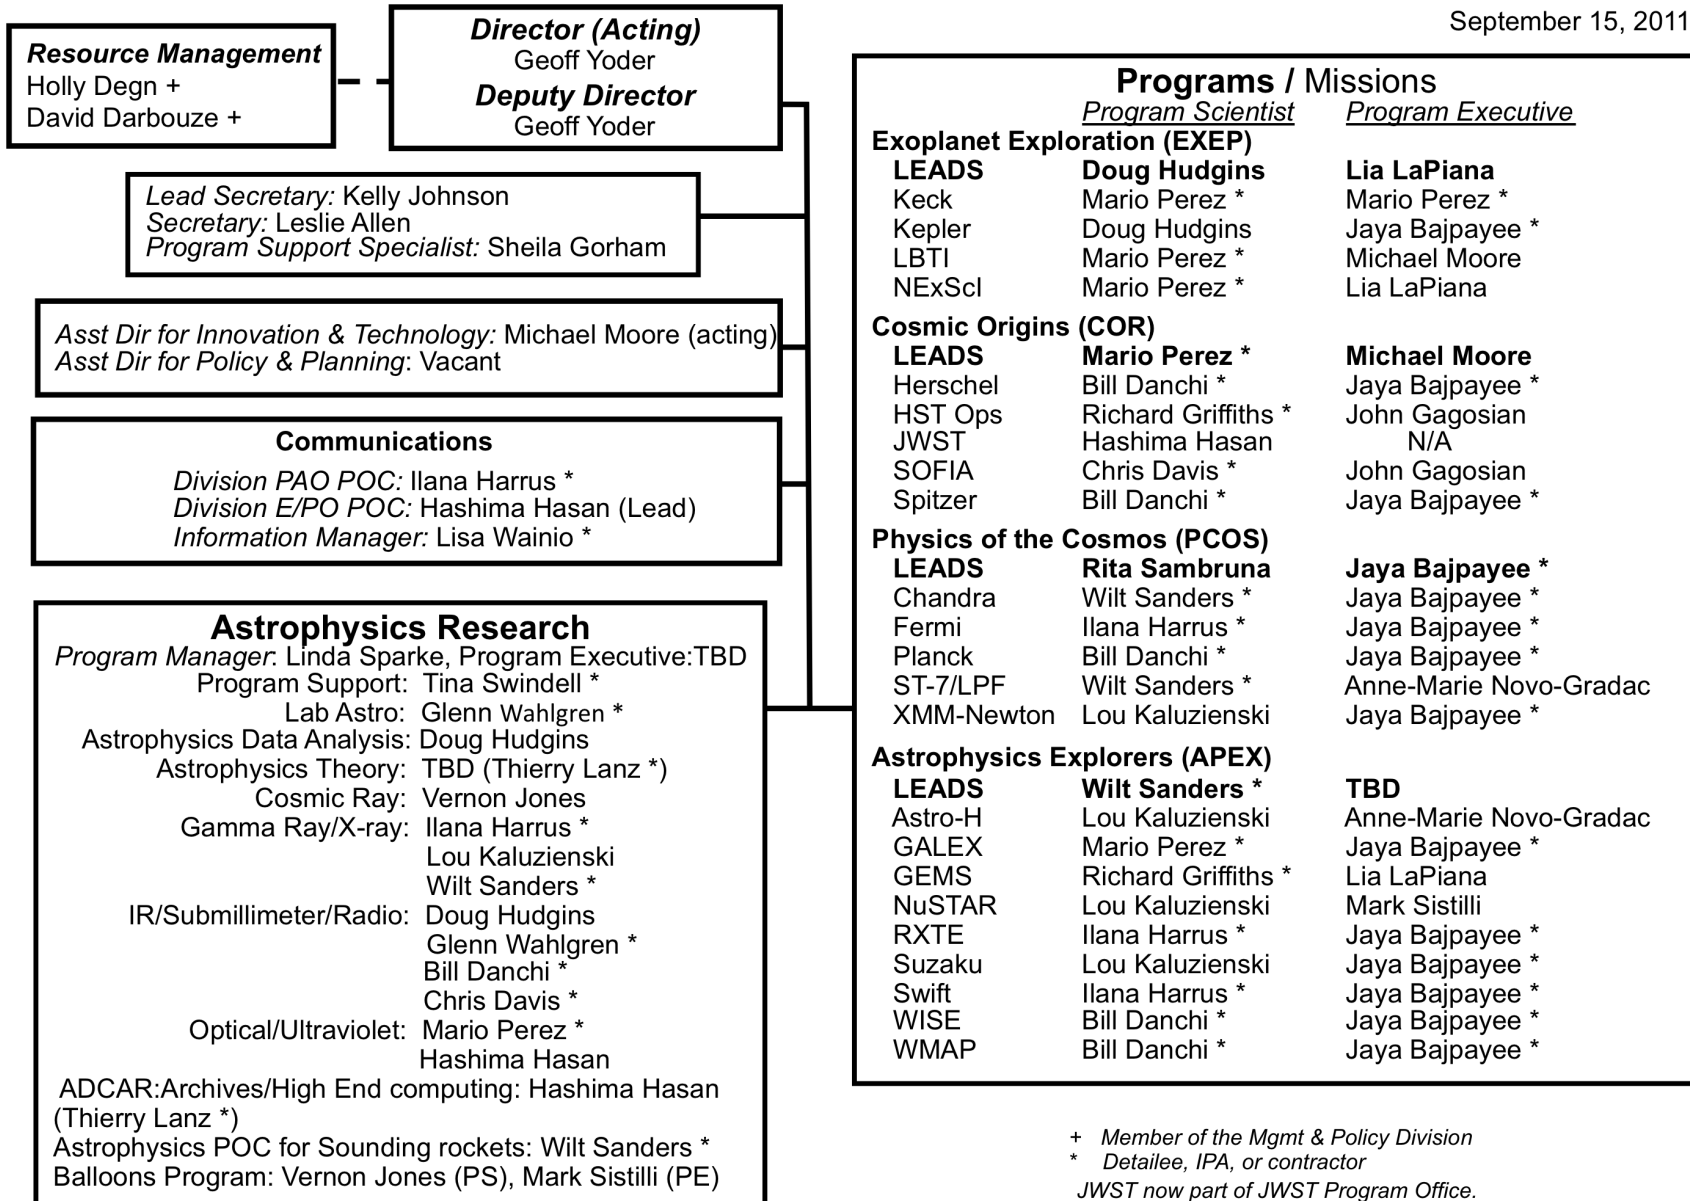 September 15, 2011
Resource Management
Holly Degn +
David Darbouze +
Director (Acting)
Geoff Yoder
Deputy Director
Geoff Yoder
Lead Secretary: Kelly Johnson
Secretary: Leslie Allen
Program Support Specialist: Sheila Gorham
Asst Dir for Innovation & Technology: Michael Moore (acting)
Asst Dir for Policy & Planning: Vacant
Communications
Division PAO POC: Ilana Harrus *
Division E/PO POC: Hashima Hasan (Lead)
Information Manager: Lisa Wainio *
Astrophysics Research
Program Manager: Linda Sparke, Program Executive:TBD
Program Support: Tina Swindell *
Lab Astro: Glenn Wahlgren *
Astrophysics Data Analysis: Doug Hudgins
Astrophysics Theory: TBD (Thierry Lanz *)
Cosmic Ray: Vernon Jones
Gamma Ray/X-ray: Ilana Harrus *
Lou Kaluzienski
Wilt Sanders *
IR/Submillimeter/Radio: Doug Hudgins
Glenn Wahlgren *
Bill Danchi *
Chris Davis *
Optical/Ultraviolet: Mario Perez *
Hashima Hasan
ADCAR:Archives/High End computing: Hashima Hasan
(Thierry Lanz *)
Astrophysics POC for Sounding rockets: Wilt Sanders *
Balloons Program: Vernon Jones (PS), Mark Sistilli (PE)
Programs / Missions
Program Scientist Program Executive
Exoplanet Exploration (EXEP)
LEADS Doug Hudgins Lia LaPiana
Keck Mario Perez * Mario Perez *
Kepler Doug Hudgins Jaya Bajpayee *
LBTI Mario Perez * Michael Moore
NExScI Mario Perez * Lia LaPiana
Cosmic Origins (COR)
LEADS Mario Perez * Michael Moore
Herschel Bill Danchi * Jaya Bajpayee *
HST Ops Richard Griffiths * John Gagosian
JWST Hashima Hasan N/A
SOFIA Chris Davis * John Gagosian
Spitzer Bill Danchi * Jaya Bajpayee *
Physics of the Cosmos (PCOS)
LEADS Rita Sambruna Jaya Bajpayee *
Chandra Wilt Sanders * Jaya Bajpayee *
Fermi Ilana Harrus * Jaya Bajpayee *
Planck Bill Danchi * Jaya Bajpayee *
ST-7/LPF Wilt Sanders * Anne-Marie Novo-Gradac
XMM-Newton Lou Kaluzienski Jaya Bajpayee *
Astrophysics Explorers (APEX)
LEADS Wilt Sanders * TBD
Astro-H Lou Kaluzienski Anne-Marie Novo-Gradac
GALEX Mario Perez * Jaya Bajpayee *
GEMS Richard Griffiths * Lia LaPiana
NuSTAR Lou Kaluzienski Mark Sistilli
RXTE Ilana Harrus * Jaya Bajpayee *
Suzaku Lou Kaluzienski Jaya Bajpayee *
Swift Ilana Harrus * Jaya Bajpayee *
WISE Bill Danchi * Jaya Bajpayee *
WMAP Bill Danchi * Jaya Bajpayee *
+ Member of the Mgmt & Policy Division
* Detailee, IPA, or contractor
JWST now part of JWST Program Office.